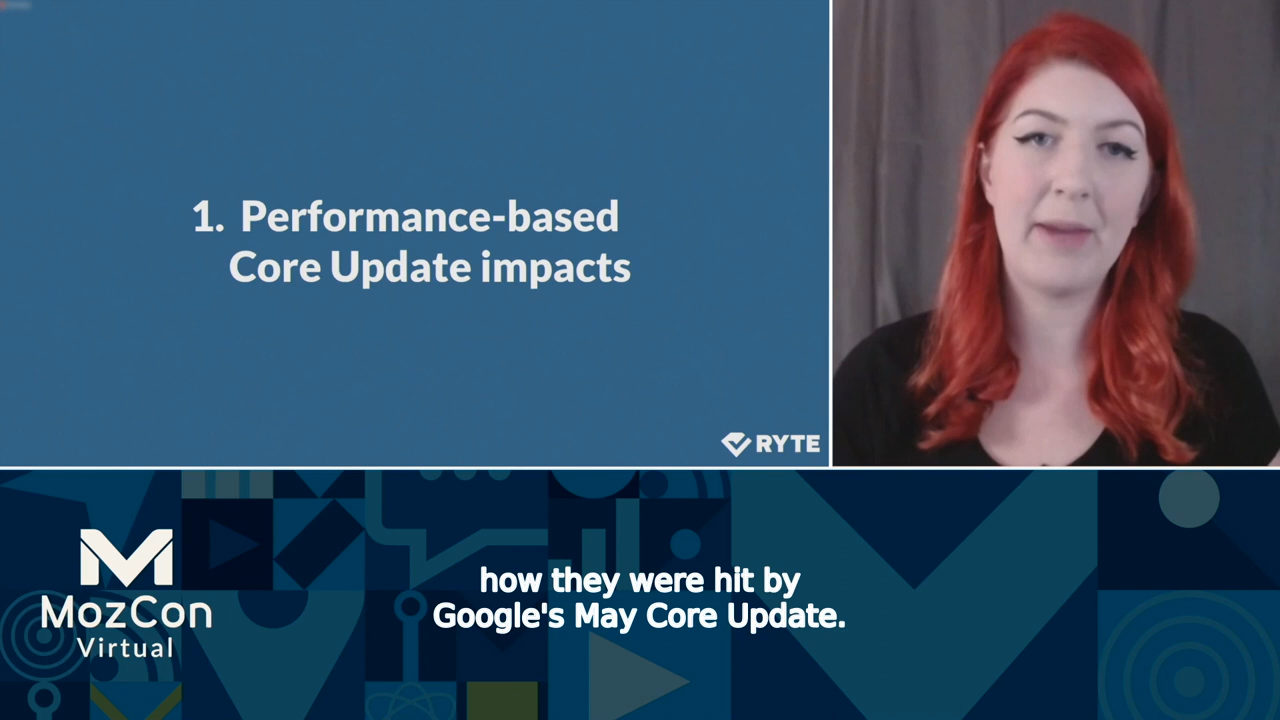 1. Performance-based
Core Update impacts
RYTE
MozCon
Virtual
how they were hit by
Google's May Core Update.